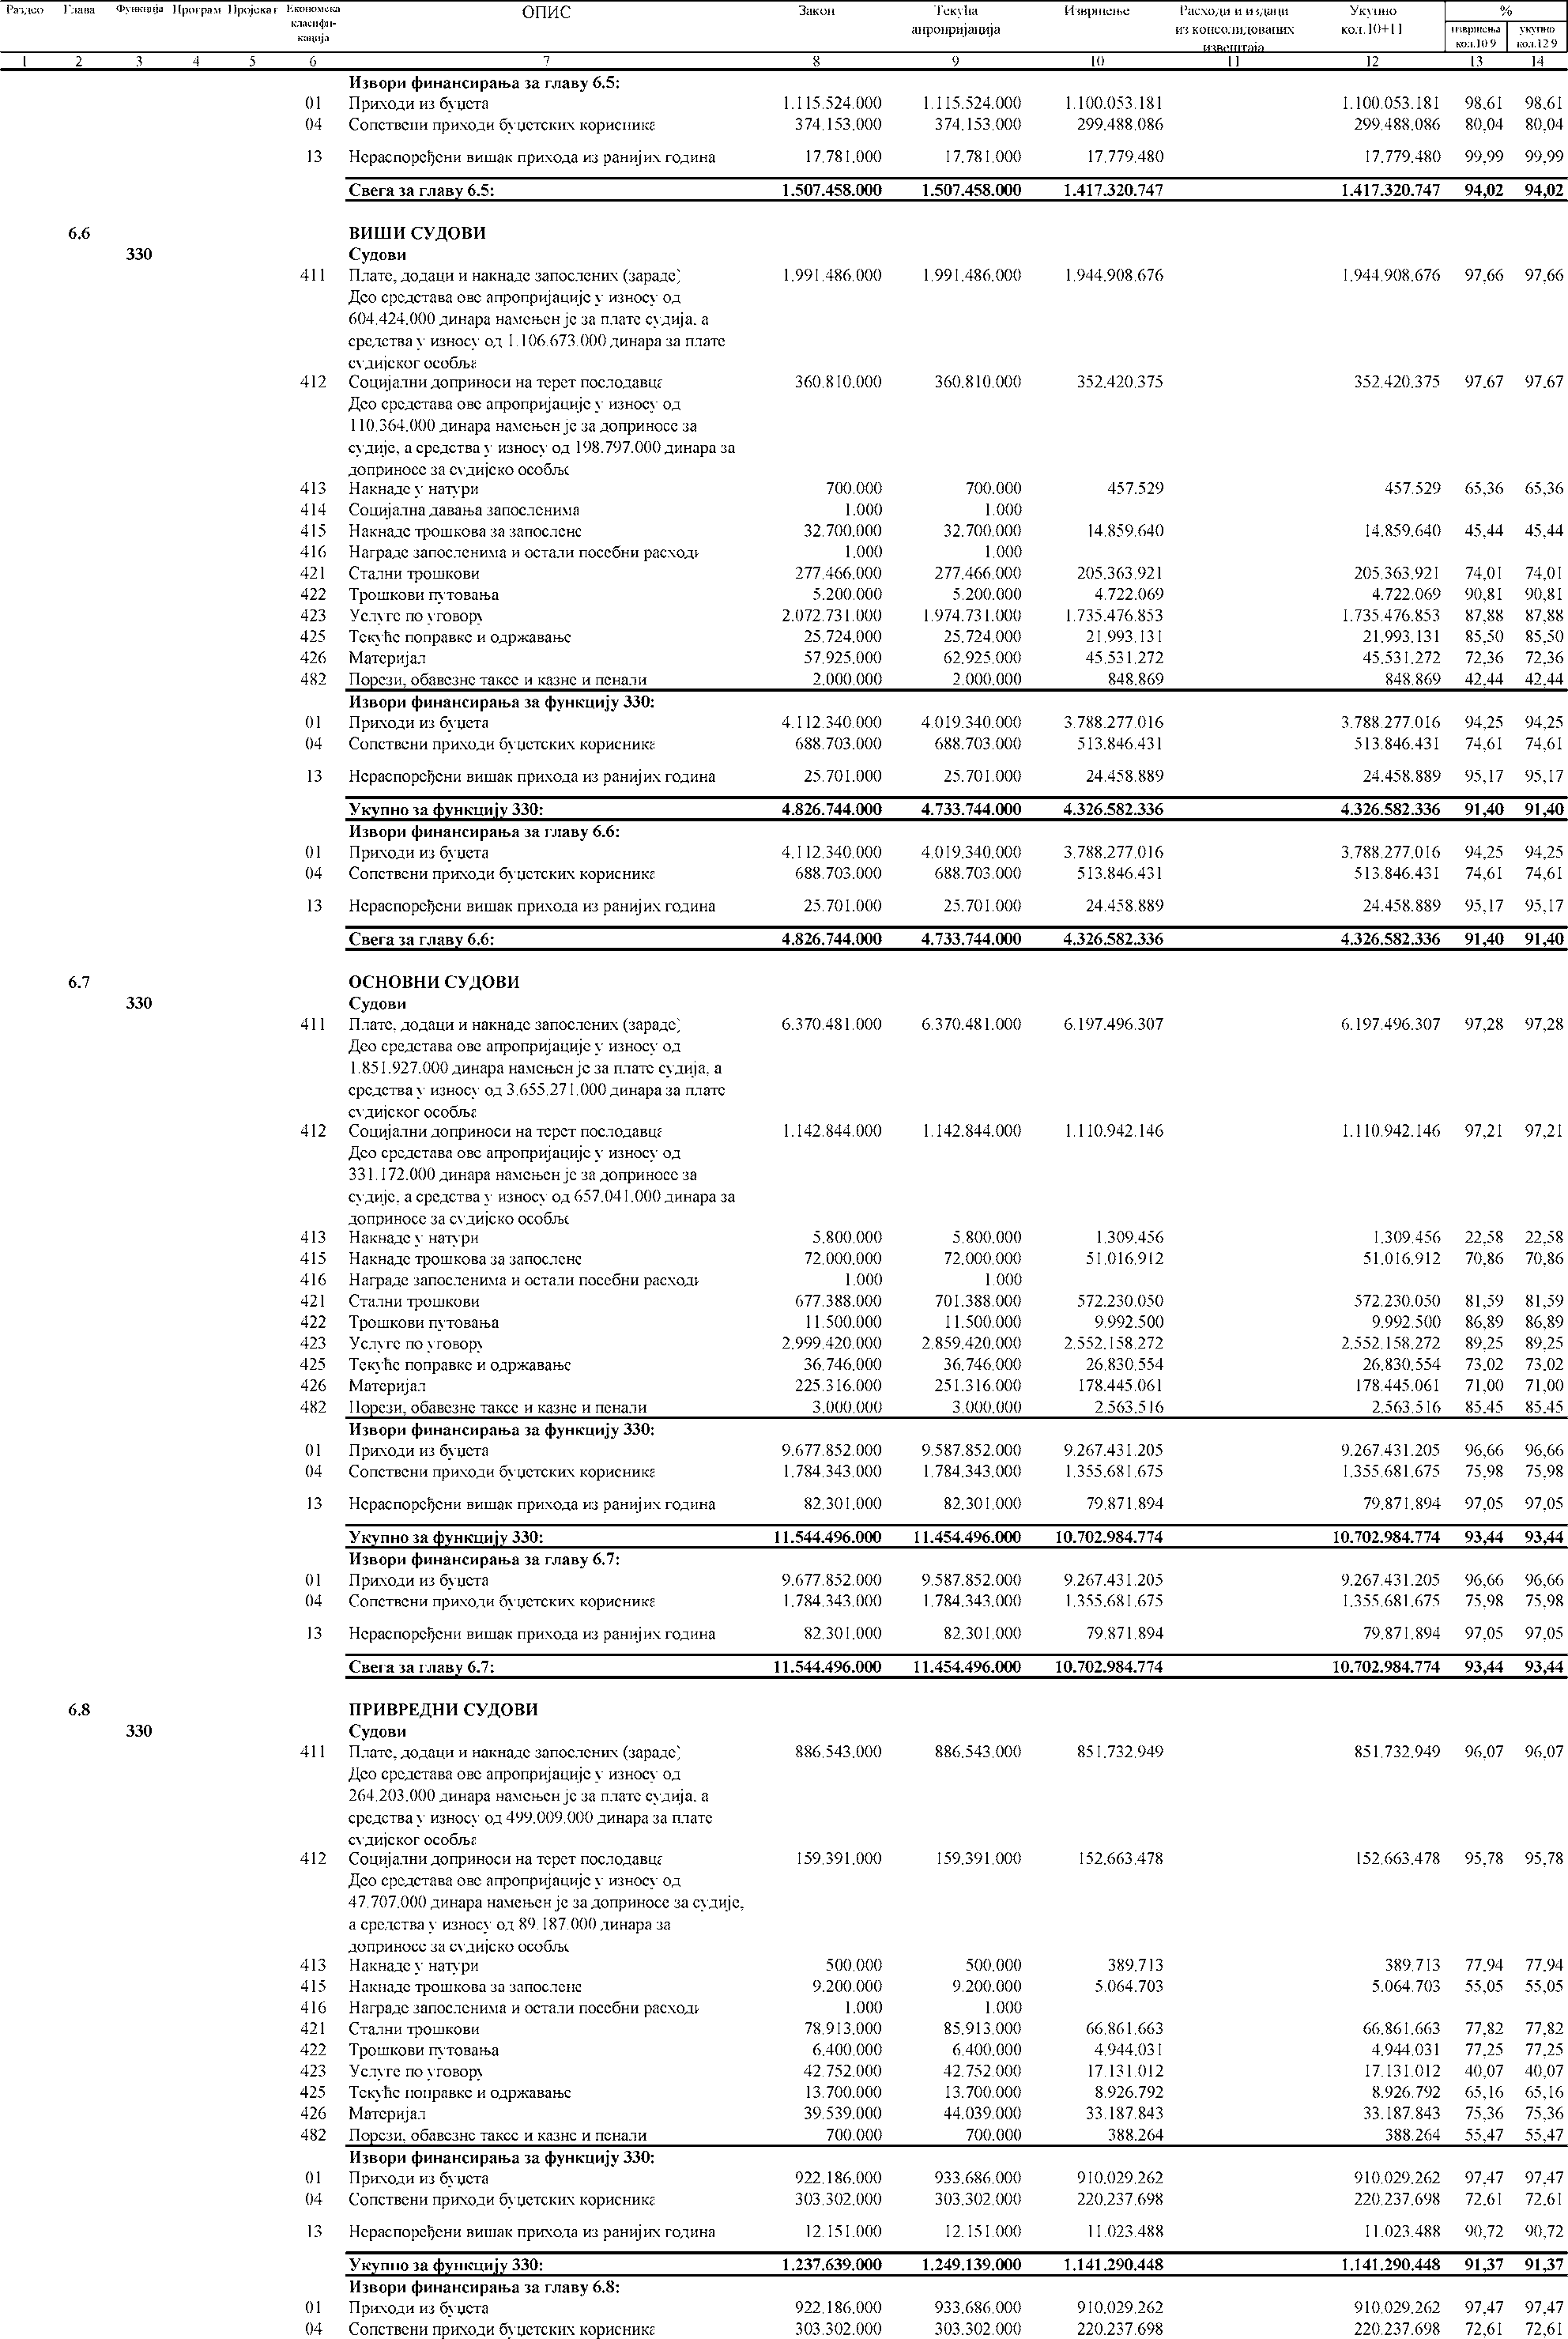 Раздео Глава Функција Програм Пројекат Економска класифи-кација ОПИС Закон Текућа апропријација Извршење Расходи и издаци из консолидованих извештаја Укупно кол.10+11 % извршења кол.10 9 укупно кол.12 9
1 2 3 4 5 6 7 8 9 10 11 12 13 14
Извори финансирања за главу 6.5:
01 Приходи из буџета 1.115.524.000 1.115.524.000 1.100.053.181 1.100.053.181 98,61 98,61
04 Сопствени приходи буџетских корисника 374.153.000 374.153.000 299.488.086 299.488.086 80,04 80,04
13 Нераспоређени вишак прихода из ранијих година 17.781.000 17.781.000 17.779.480 17.779.480 99,99 99,99
Свега за главу 6.5: 1.507.458.000 1.507.458.000 1.417.320.747 1.417.320.747 94,02 94,02
6.6 ВИШИ СУДОВИ
330 Судови
411 Плате, додаци и накнаде запослених (зараде) 1.991.486.000 1.991.486.000 1.944.908.676 1.944.908.676 97,66 97,66
Део средстава ове апропријације у износу од
604.424.000 динара намењен је за плате судија, а
средства у износу од 1.106.673.000 динара за плате
судијског особља
412 Социјални доприноси на терет послодавца 360.810.000 360.810.000 352.420.375 352.420.375 97,67 97,67
Део средстава ове апропријације у износу од
110.364.000 динара намењен је за доприносе за
судије, а средства у износу од 198.797.000 динара за
доприносе за судијско особље
413 Накнаде у натури 700.000 700.000 457.529 457.529 65,36 65,36
414 Социјална давања запосленима 1.000 1.000
415 Накнаде трошкова за запослене 32.700.000 32.700.000 14.859.640 14.859.640 45,44 45,44
416 Награде запосленима и остали посебни расходи 1.000 1.000
421 Стални трошкови 277.466.000 277.466.000 205.363.921 205.363.921 74,01 74,01
422 Трошкови путовања 5.200.000 5.200.000 4.722.069 4.722.069 90,81 90,81
423 Услуге по уговору 2.072.731.000 1.974.731.000 1.735.476.853 1.735.476.853 87,88 87,88
425 Текуће поправке и одржавање 25.724.000 25.724.000 21.993.131 21.993.131 85,50 85,50
426 Материјал 57.925.000 62.925.000 45.531.272 45.531.272 72,36 72,36
482 Порези, обавезне таксе и казне и пенали 2.000.000 2.000.000 848.869 848.869 42,44 42,44
Извори финансирања за функцију 330:
01 Приходи из буџета 4.112.340.000 4.019.340.000 3.788.277.016 3.788.277.016 94,25 94,25
04 Сопствени приходи буџетских корисника 688.703.000 688.703.000 513.846.431 513.846.431 74,61 74,61
13 Нераспоређени вишак прихода из ранијих година 25.701.000 25.701.000 24.458.889 24.458.889 95,17 95,17
Укупно за функцију 330: 4.826.744.000 4.733.744.000 4.326.582.336 4.326.582.336 91,40 91,40
Извори финансирања за главу 6.6:
01 Приходи из буџета 4.112.340.000 4.019.340.000 3.788.277.016 3.788.277.016 94,25 94,25
04 Сопствени приходи буџетских корисника 688.703.000 688.703.000 513.846.431 513.846.431 74,61 74,61
13 Нераспоређени вишак прихода из ранијих година 25.701.000 25.701.000 24.458.889 24.458.889 95,17 95,17
Свега за главу 6.6: 4.826.744.000 4.733.744.000 4.326.582.336 4.326.582.336 91,40 91,40
6.7 ОСНОВНИ СУДОВИ
330 Судови
411 Плате, додаци и накнаде запослених (зараде) 6.370.481.000 6.370.481.000 6.197.496.307 6.197.496.307 97,28 97,28
Део средстава ове апропријације у износу од
1.851.927.000 динара намењен је за плате судија, а
средства у износу од 3.655.271.000 динара за плате
судијског особља
412 Социјални доприноси на терет послодавца 1.142.844.000 1.142.844.000 1.110.942.146 1.110.942.146 97,21 97,21
Део средстава ове апропријације у износу од
331.172.000 динара намењен је за доприносе за
судије, а средства у износу од 657.041.000 динара за
доприносе за судијско особље
413 Накнаде у натури 5.800.000 5.800.000 1.309.456 1.309.456 22,58 22,58
415 Накнаде трошкова за запослене 72.000.000 72.000.000 51.016.912 51.016.912 70,86 70,86
416 Награде запосленима и остали посебни расходи 1.000 1.000
421 Стални трошкови 677.388.000 701.388.000 572.230.050 572.230.050 81,59 81,59
422 Трошкови путовања 11.500.000 11.500.000 9.992.500 9.992.500 86,89 86,89
423 Услуге по уговору 2.999.420.000 2.859.420.000 2.552.158.272 2.552.158.272 89,25 89,25
425 Текуће поправке и одржавање 36.746.000 36.746.000 26.830.554 26.830.554 73,02 73,02
426 Материјал 225.316.000 251.316.000 178.445.061 178.445.061 71,00 71,00
482 Порези, обавезне таксе и казне и пенали 3.000.000 3.000.000 2.563.516 2.563.516 85,45 85,45
Извори финансирања за функцију 330:
01 Приходи из буџета 9.677.852.000 9.587.852.000 9.267.431.205 9.267.431.205 96,66 96,66
04 Сопствени приходи буџетских корисника 1.784.343.000 1.784.343.000 1.355.681.675 1.355.681.675 75,98 75,98
13 Нераспоређени вишак прихода из ранијих година 82.301.000 82.301.000 79.871.894 79.871.894 97,05 97,05
Укупно за функцију 330: 11.544.496.000 11.454.496.000 10.702.984.774 10.702.984.774 93,44 93,44
Извори финансирања за главу 6.7:
01 Приходи из буџета 9.677.852.000 9.587.852.000 9.267.431.205 9.267.431.205 96,66 96,66
04 Сопствени приходи буџетских корисника 1.784.343.000 1.784.343.000 1.355.681.675 1.355.681.675 75,98 75,98
13 Нераспоређени вишак прихода из ранијих година 82.301.000 82.301.000 79.871.894 79.871.894 97,05 97,05
Свега за главу 6.7: 11.544.496.000 11.454.496.000 10.702.984.774 10.702.984.774 93,44 93,44
6.8 ПРИВРЕДНИ СУДОВИ
330 Судови
411 Плате, додаци и накнаде запослених (зараде) 886.543.000 886.543.000 851.732.949 851.732.949 96,07 96,07
Део средстава ове апропријације у износу од
264.203.000 динара намењен је за плате судија, а
средства у износу од 499.009.000 динара за плате
судијског особља
412 Социјални доприноси на терет послодавца 159.391.000 159.391.000 152.663.478 152.663.478 95,78 95,78
Део средстава ове апропријације у износу од
47.707.000 динара намењен је за доприносе за судије,
а средства у износу од 89.187.000 динара за
доприносе за судијско особље
413 Накнаде у натури 500.000 500.000 389.713 389.713 77,94 77,94
415 Накнаде трошкова за запослене 9.200.000 9.200.000 5.064.703 5.064.703 55,05 55,05
416 Награде запосленима и остали посебни расходи 1.000 1.000
421 Стални трошкови 78.913.000 85.913.000 66.861.663 66.861.663 77,82 77,82
422 Трошкови путовања 6.400.000 6.400.000 4.944.031 4.944.031 77,25 77,25
423 Услуге по уговору 42.752.000 42.752.000 17.131.012 17.131.012 40,07 40,07
425 Текуће поправке и одржавање 13.700.000 13.700.000 8.926.792 8.926.792 65,16 65,16
426 Материјал 39.539.000 44.039.000 33.187.843 33.187.843 75,36 75,36
482 Порези, обавезне таксе и казне и пенали 700.000 700.000 388.264 388.264 55,47 55,47
Извори финансирања за функцију 330:
01 Приходи из буџета 922.186.000 933.686.000 910.029.262 910.029.262 97,47 97,47
04 Сопствени приходи буџетских корисника 303.302.000 303.302.000 220.237.698 220.237.698 72,61 72,61
13 Нераспоређени вишак прихода из ранијих година 12.151.000 12.151.000 11.023.488 11.023.488 90,72 90,72
Укупно за функцију 330: 1.237.639.000 1.249.139.000 1.141.290.448 1.141.290.448 91,37 91,37
Извори финансирања за главу 6.8:
01 Приходи из буџета 922.186.000 933.686.000 910.029.262 910.029.262 97,47 97,47
04 Сопствени приходи буџетских корисника 303.302.000 303.302.000 220.237.698 220.237.698 72,61 72,61